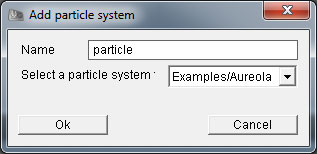 Add particle system
Name particle
Select a particle system : Examples/Aureola
Ok Cancel